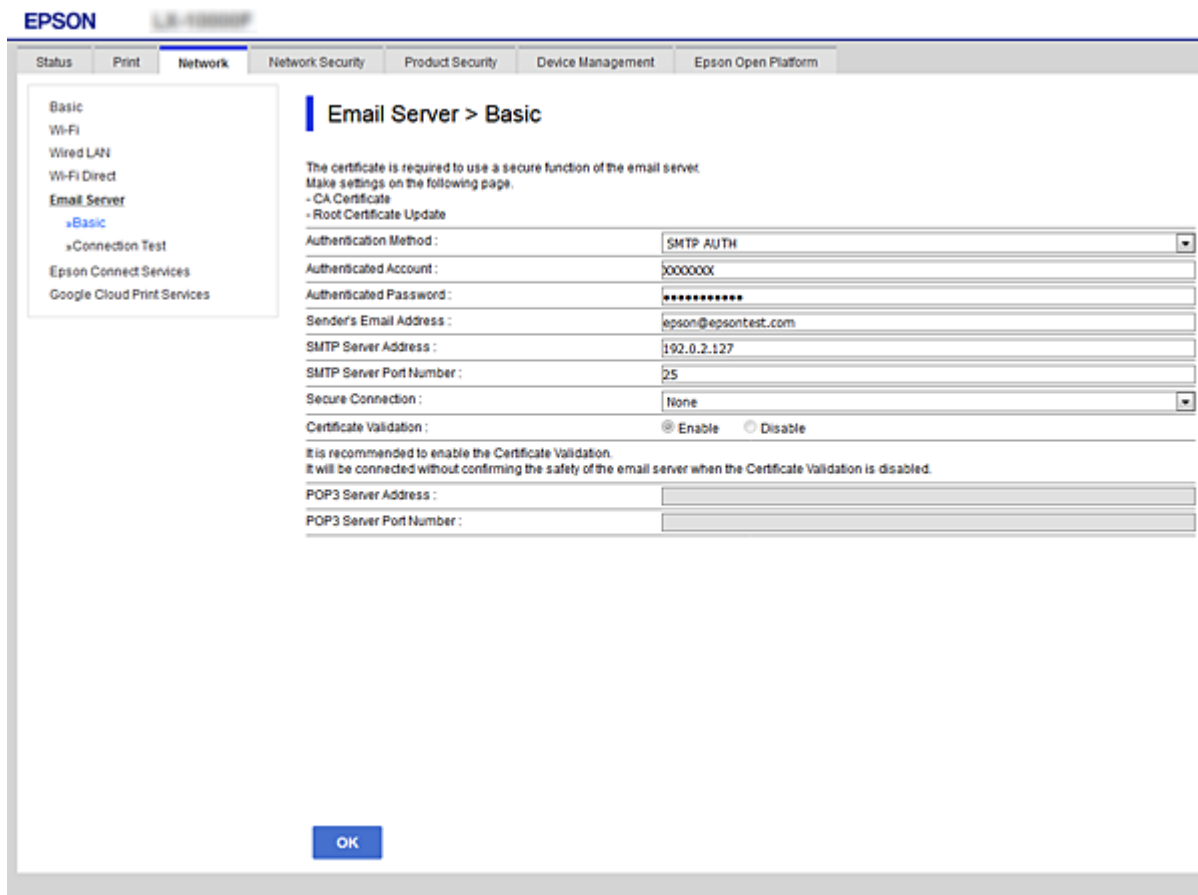 EPSON
Status Print Network Network Security Product Security Device Management Epson Open Platform
Basic
Wi-Fi
Wired LAN
Wi-Fi Direct
Email Server
»Basic
»Connection Test
Epson Connect Services
Google Cloud Print Services
Email Server > Basic
The certificate is required to use a secure function of the email server.
Make settings on the following page.
- CA Certificate
- Root Certificate Update
Authentication Method : SMTP AUTH
Authenticated Account : XXXXXXX
Authenticated Password : •••••••••••
Sender's Email Address : epson@epsontest.com
SMTP Server Address : 192.0.2.127
SMTP Server Port Number : 25
Secure Connection : None
Certificate Validation : Enable Disable
It is recommended to enable the Certificate Validation.
It will be connected without confirming the safety of the email server when the Certificate Validation is disabled.
POP3 Server Address :
POP3 Server Port Number :
OK